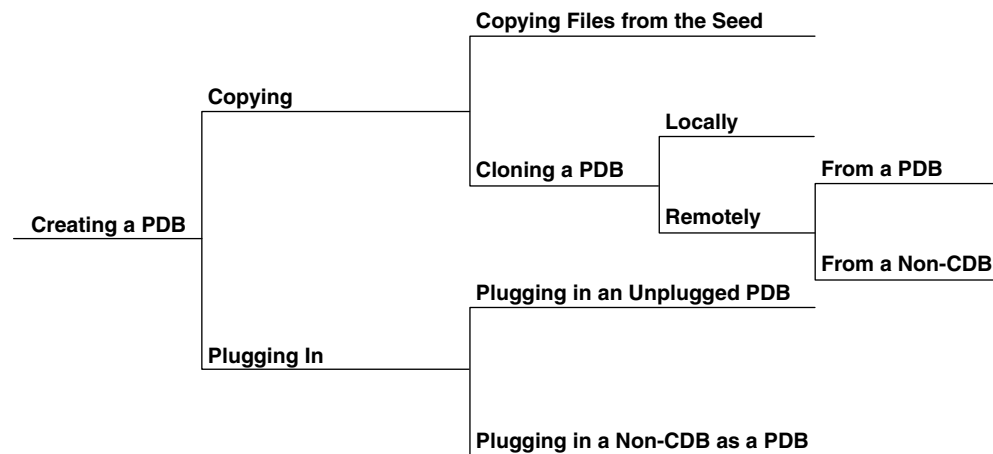 Copying Files from the Seed
Copying
Locally
Cloning a PDB
From a PDB
Creating a PDB
Remotely
From a Non-CDB
Plugging in an Unplugged PDB
Plugging In
Plugging in a Non-CDB as a PDB